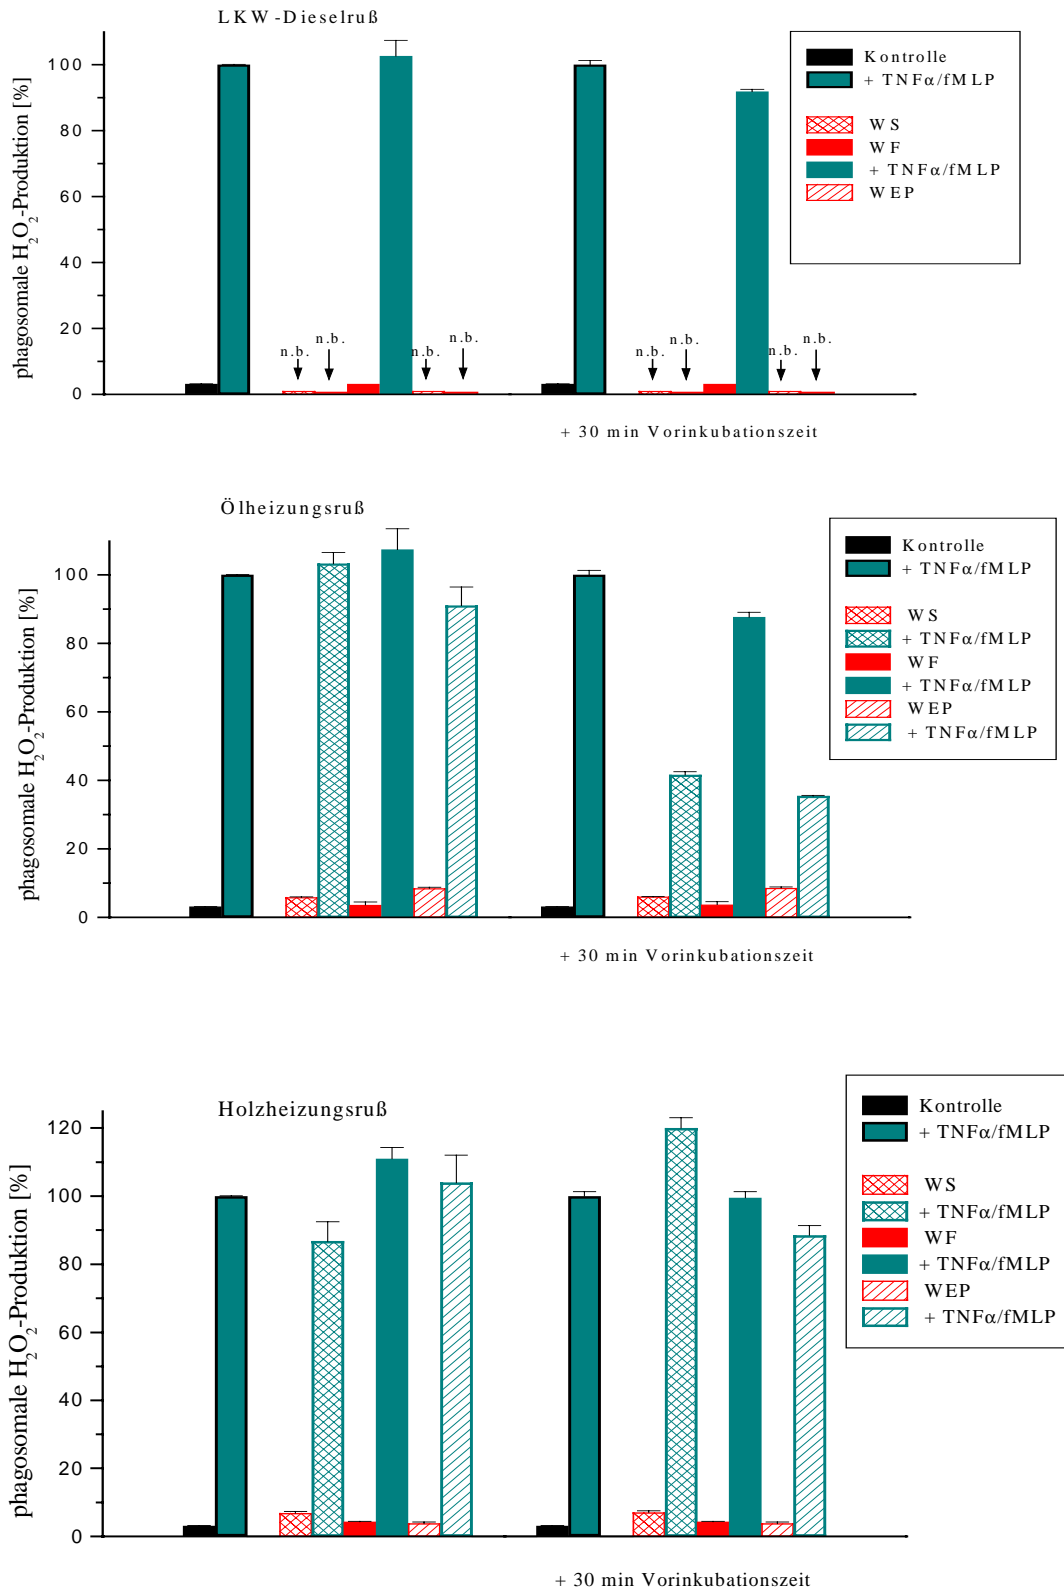 LKW-Dieselruß
phagosomale H2O2-Produktion [%]
100
80
60
40
20
0
n.b.
n.b.
n.b.
n.b.
n.b.
n.b.
n.b.
n.b.
+ 30 min Vorinkubationszeit
Kontrolle
+ TNFα/fMLP
WS
WF
+ TNFα/fMLP
WEP
Ölheizungsruß
phagosomale H2O2-Produktion [%]
100
80
60
40
20
0
+ 30 min Vorinkubationszeit
Kontrolle
+ TNFα/fMLP
WS
+ TNFα/fMLP
WF
+ TNFα/fMLP
WEP
+ TNFα/fMLP
Holzheizungsruß
phagosomale H2O2-Produktion [%]
120
100
80
60
40
20
0
+ 30 min Vorinkubationszeit
Kontrolle
+ TNFα/fMLP
WS
+ TNFα/fMLP
WF
+ TNFα/fMLP
WEP
+ TNFα/fMLP